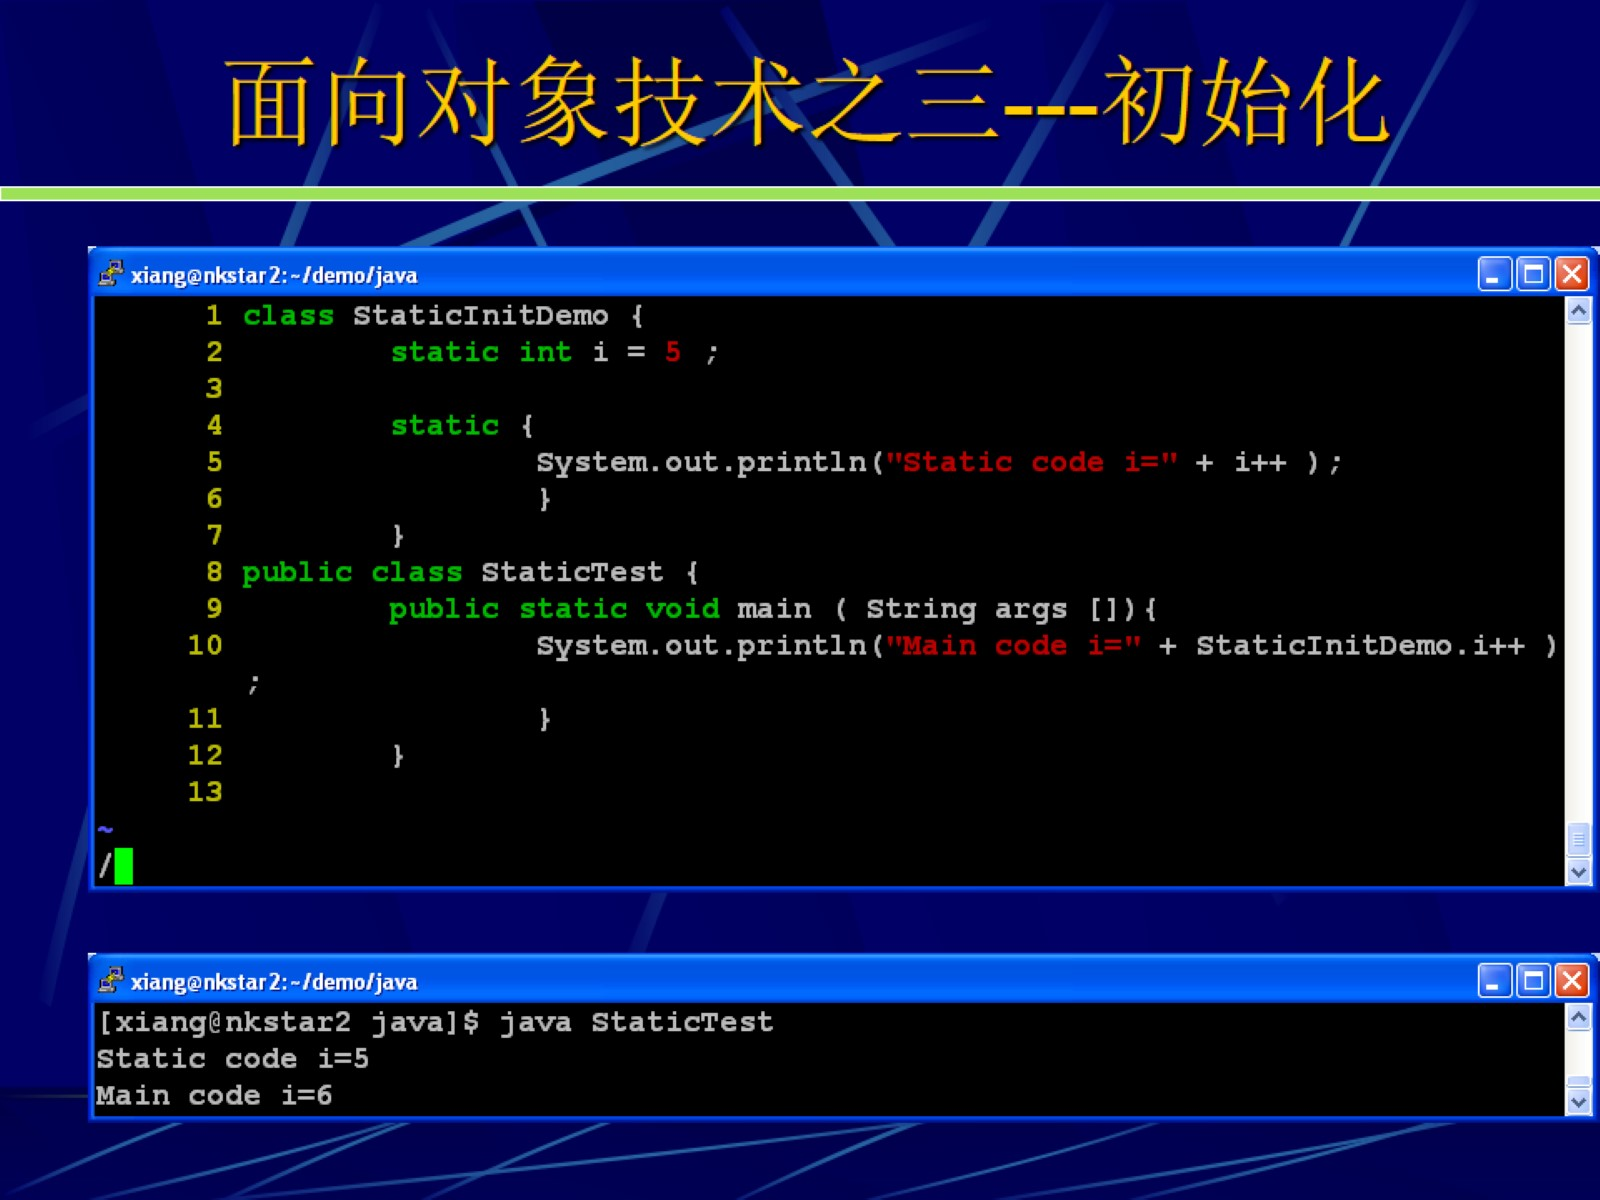 面向对象技术之三---初始化
xiang@nkstar2:~/demo/java
1 class StaticInitDemo {
2 static int i = 5 ;
3
4 static {
5 System.out.println("Static code i=" + i++ );
6 }
7 }
8 public class StaticTest {
9 public static void main ( String args []){
10 System.out.println("Main code i=" + StaticInitDemo.i++ )
;
11 }
12 }
13
~
/
xiang@nkstar2:~/demo/java
[xiang@nkstar2 java]$ java StaticTest
Static code i=5
Main code i=6